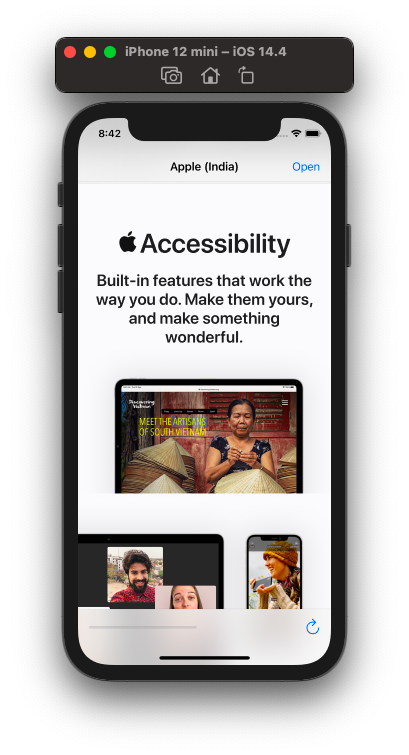 iPhone 12 mini – iOS 14.4
8:42
Apple (India)
Open
Accessibility
Built-in features that work the
way you do. Make them yours,
and make something
wonderful.
Discovering
Vietnam
MEET THE ARTISANS
OF SOUTH VIETNAM